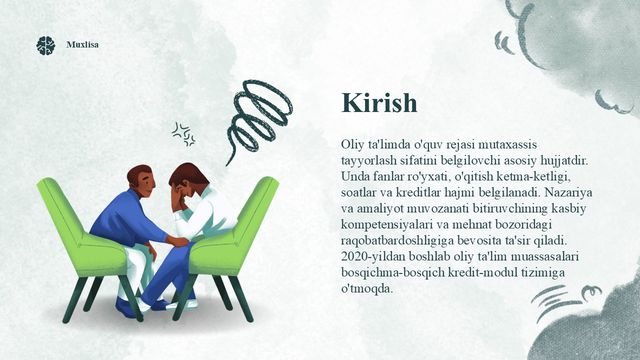 Muxlisa
Kirish
Oliy ta'limda o'quv rejasi mutaxassis
tayyorlash sifatini belgilovchi asosiy hujjatdir.
Unda fanlar ro'yxati, o'qitish ketma-ketligi,
soatlar va kreditlar hajmi belgilanadi. Nazariya
va amaliyot muvozanati bitiruvchining kasbiy
kompetensiyalari va mehnat bozoridagi
raqobatbardoshligiga bevosita ta'sir qiladi.
2020-yildan boshlab oliy ta'lim muassasalari
bosqichma-bosqich kredit-modul tizimiga
o'tmoqda.